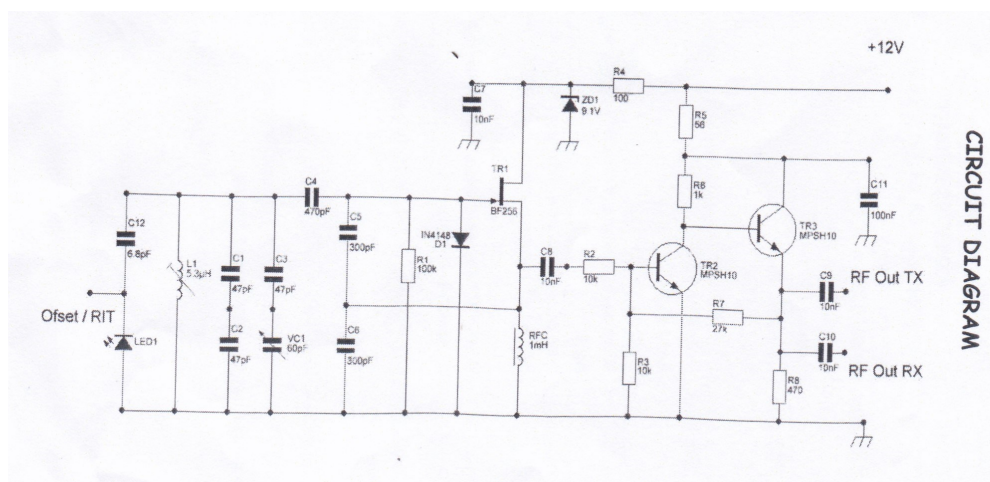 +12V
R4
100
C7
10nF
ZD1
9.1V
R5
56
TR1
BF256
R6
1k
C11
100nF
C4
470pF
C12
6.8pF
C5
300pF
IN4148
D1
TR3
MPSH10
L1
5.3µH
C1
47pF
C3
47pF
R1
100k
C8
10nF
R2
10k
TR2
MPSH10
C9
10nF
RF Out TX
Ofset / RIT
LED1
C2
47pF
VC1
60pF
C6
300pF
RFC
1mH
R7
27k
R3
10k
C10
10nF
RF Out RX
R8
470
CIRCUIT DIAGRAM